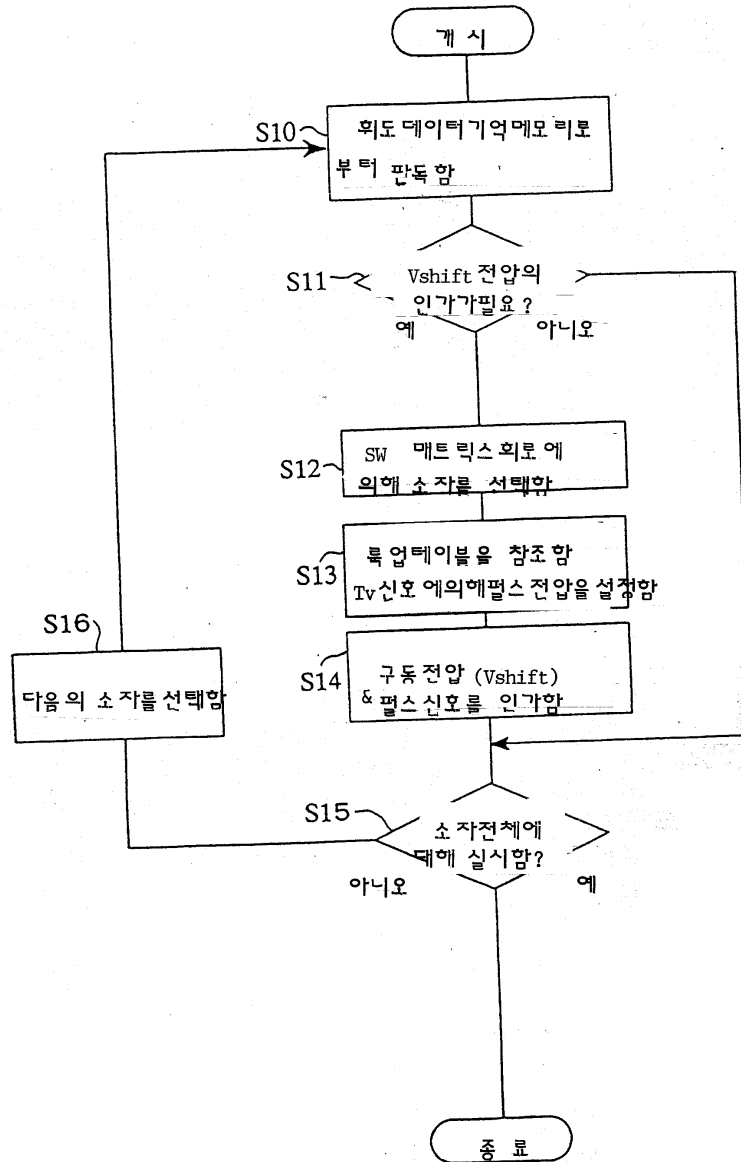 개시
S10
휘도데이터기억메모리로
부터 판독함
S11
Vshift 전압의
인가가필요?
예
아니오
S12
SW 매트릭스회로에
의해 소자를 선택함
S13
룩업테이블을 참조함
Tv신호에의해펄스전압을설정함
S14
구동전압 (Vshift)
& 펄스신호를 인가함
S16
다음의 소자를선택함
S15
소자전체에
대해 실시함?
아니오
예
종료